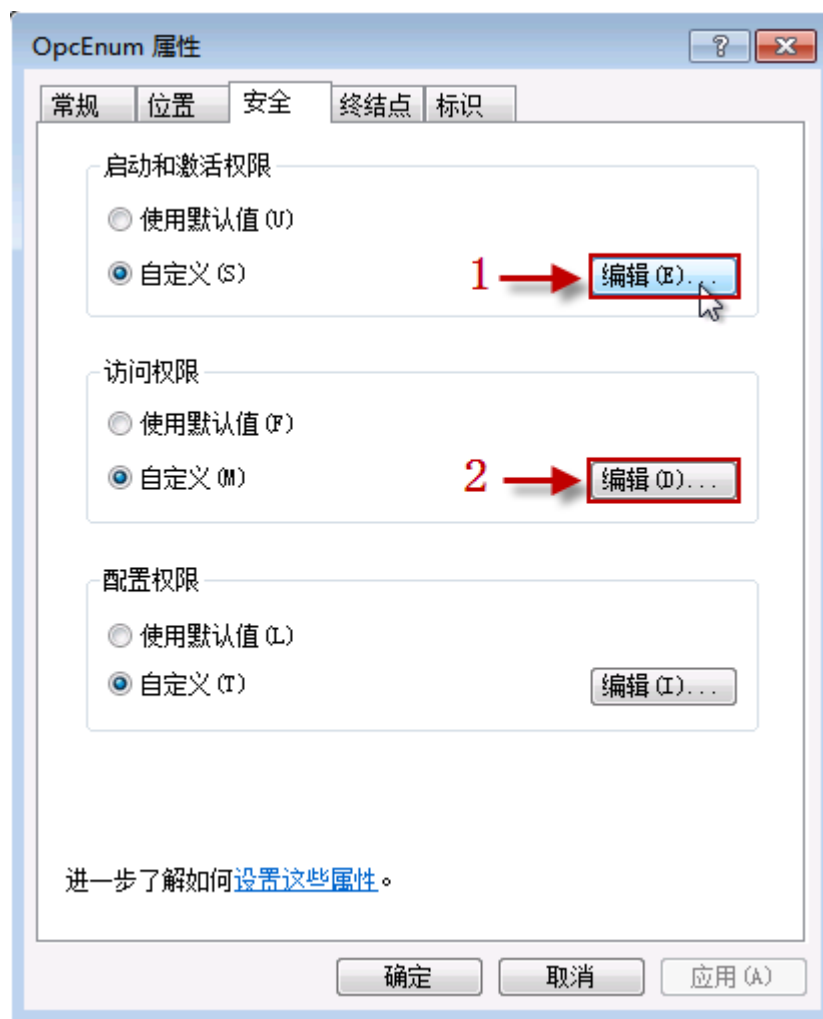 OpcEnum 属性
常规 位置 安全 终结点 标识
启动和激活权限
使用默认值(U)
自定义(S) 1 编辑(E)...
访问权限
使用默认值(F)
自定义(M) 2 编辑(D)...
配置权限
使用默认值(L)
自定义(T) 编辑(I)...
进一步了解如何设置这些属性。
确定 取消 应用(A)